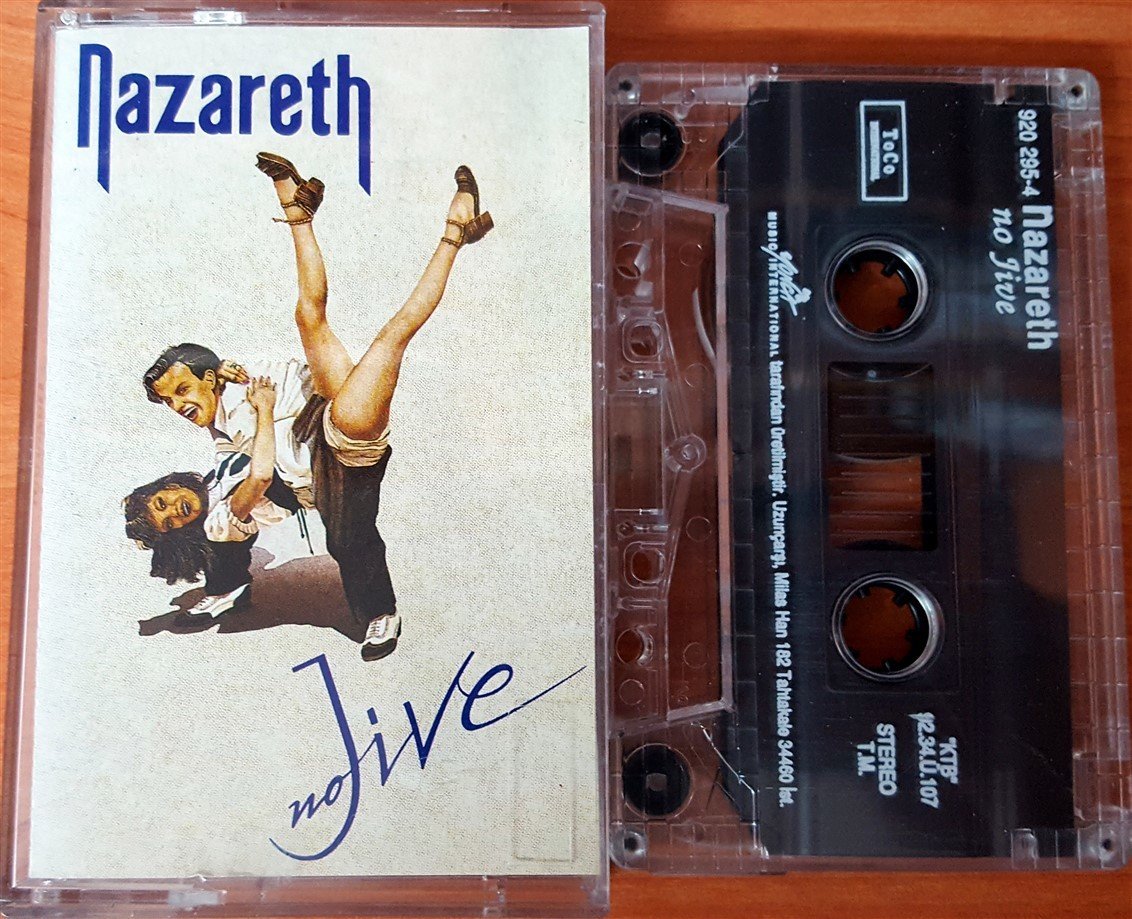 nazareth
no Jive
920 295-4
nazareth
no Jive
ToCo
MUSIC INTERNATIONAL tarafından üretilmiştir. Uzunçarşı, Milas Han 182 Tahtakale 34460 İst.
"KTB"
92.34.Ü.107
STEREO
T.M.